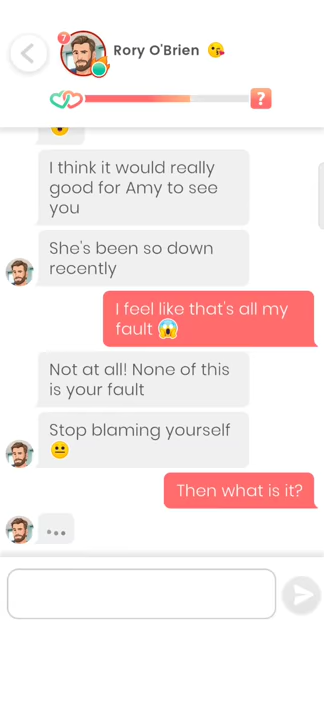 7
Rory O'Brien 😘
?
I think it would really
good for Amy to see
you
She's been so down
recently
I feel like that's all my
fault 😱
Not at all! None of this
is your fault
Stop blaming yourself
😐
Then what is it?
...